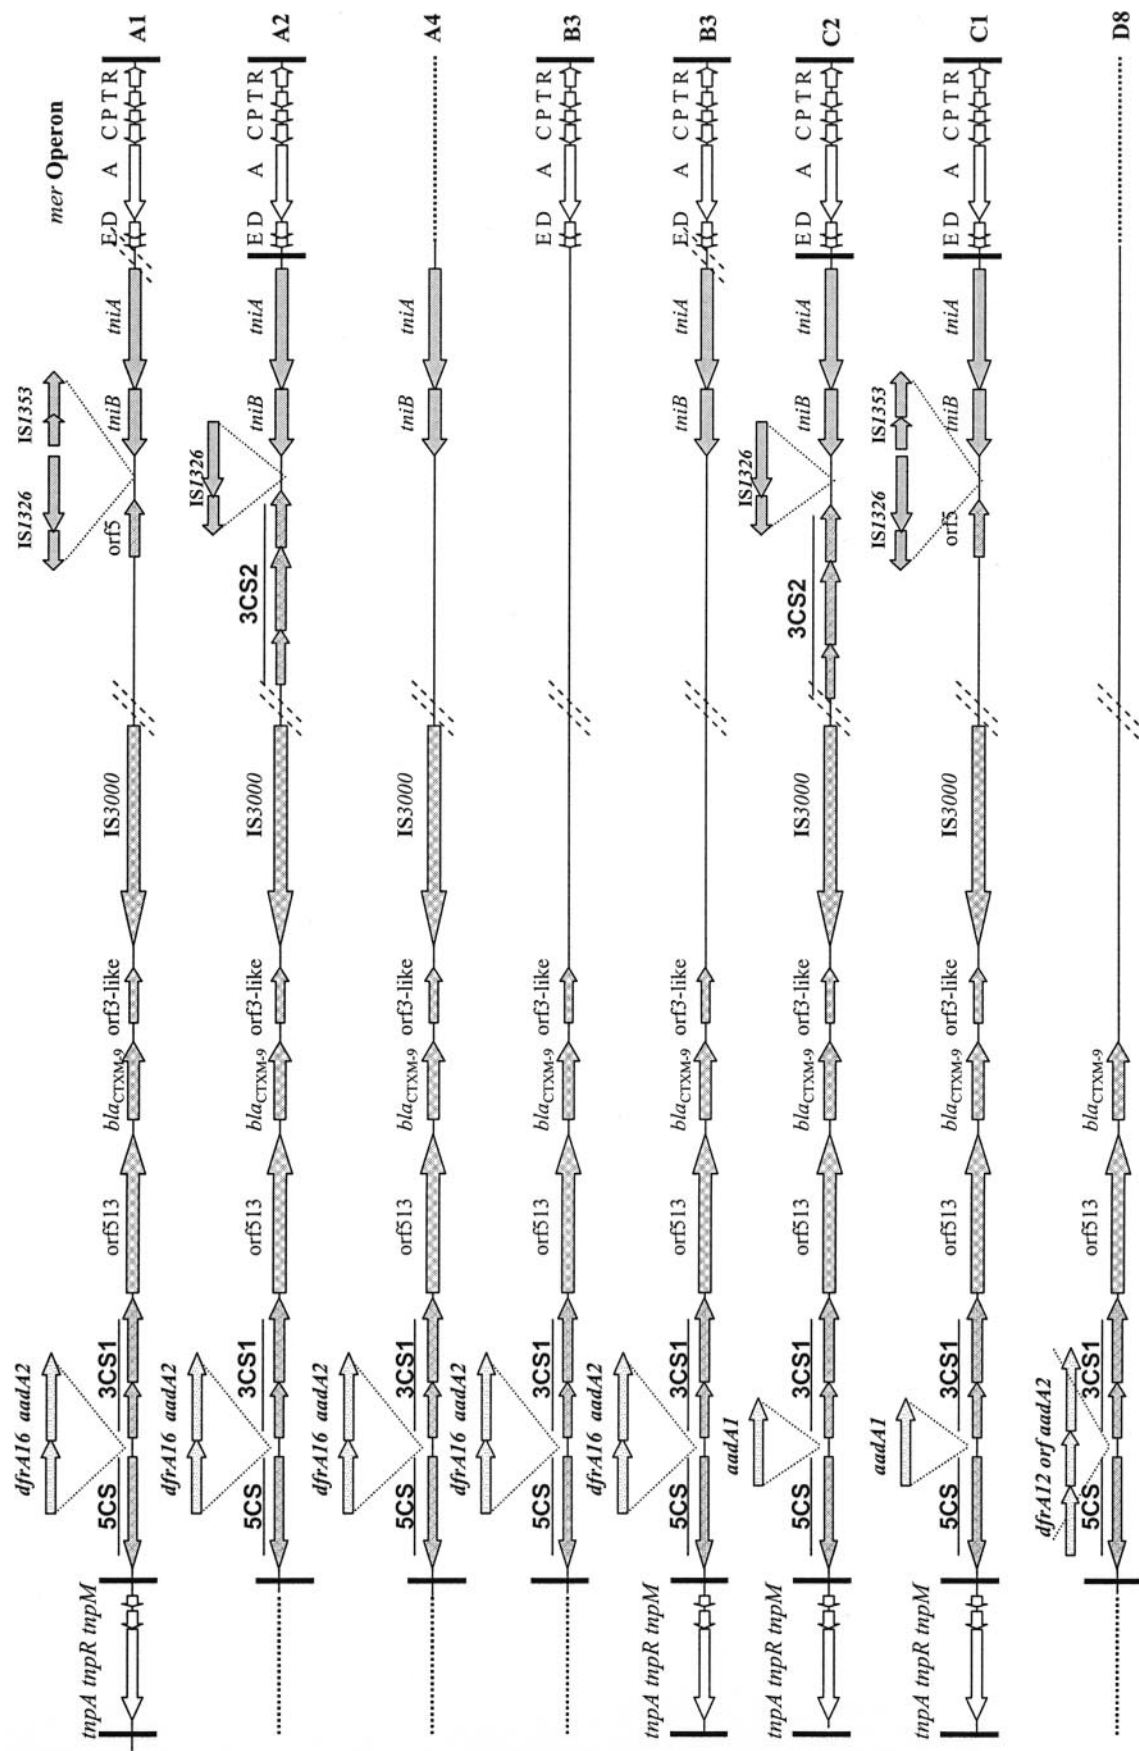 mer Operon
dfrA16 aadA2 IS1326 IS1353
tnpA tnpR tnpM 5CS 3CS1 orf513 blaCTXM-9 orf3-like IS3000 orf5 tniB tniA E D A C P T R A1
dfrA16 aadA2 IS1326
5CS 3CS1 orf513 blaCTXM-9 orf3-like IS3000 3CS2 tniB tniA E D A C P T R A2
dfrA16 aadA2
5CS 3CS1 orf513 blaCTXM-9 orf3-like IS3000 tniB tniA A4
dfrA16 aadA2
5CS 3CS1 orf513 blaCTXM-9 orf3-like E D A C P T R B3
dfrA16 aadA2
tnpA tnpR tnpM 5CS 3CS1 orf513 blaCTXM-9 orf3-like tniB tniA E D A C P T R B3
aadA1 IS1326
tnpA tnpR tnpM 5CS 3CS1 orf513 blaCTXM-9 orf3-like IS3000 3CS2 tniB tniA E D A C P T R C2
aadA1 IS1326 IS1353
tnpA tnpR tnpM 5CS 3CS1 orf513 blaCTXM-9 orf3-like IS3000 orf5 tniB tniA E D A C P T R C1
dfrA12 orf aadA2
5CS 3CS1 orf513 blaCTXM-9 D8